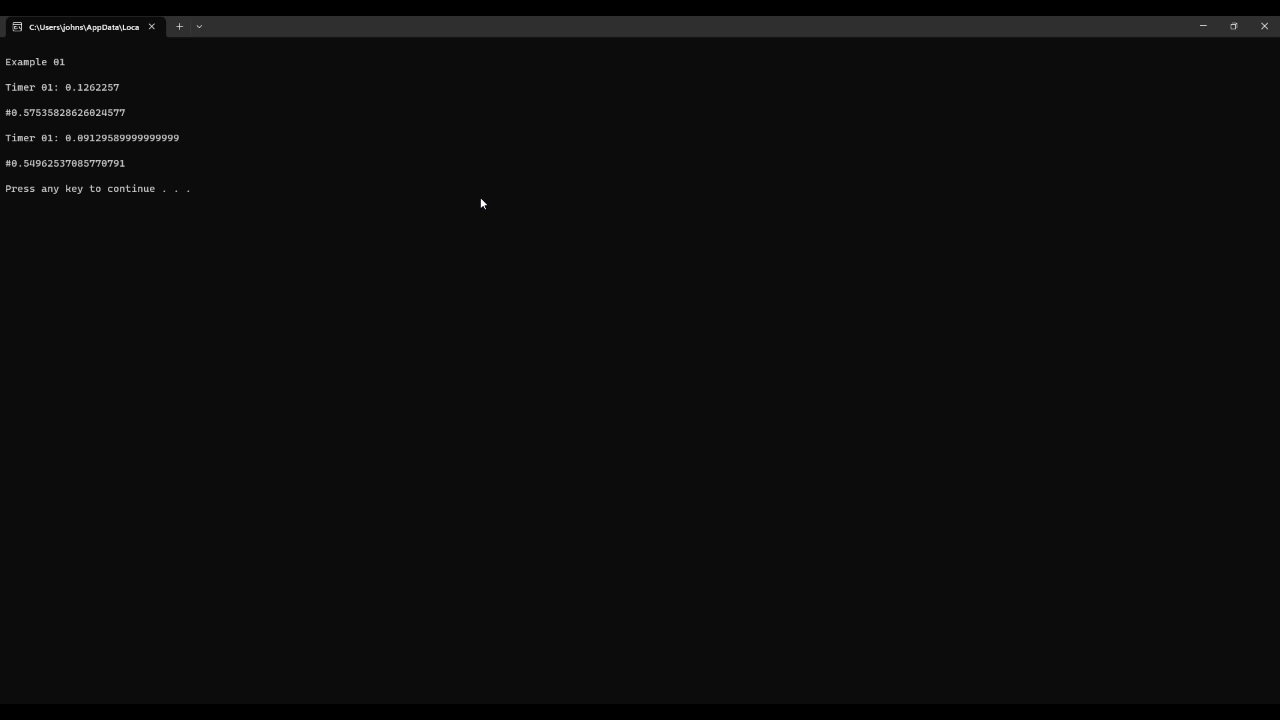 C:\Users\johns\AppData\Loca
Example 01
Timer 01: 0.1262257
#0.57535828626024577
Timer 01: 0.09129589999999999
#0.54962537085770791
Press any key to continue . . .